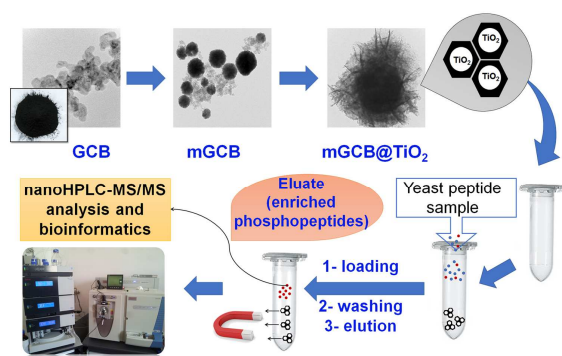 TiO2
TiO2
TiO2
GCB
mGCB
mGCB@TiO2
nanoHPLC-MS/MS
analysis and
bioinformatics
Eluate
(enriched
phosphopeptides)
Yeast peptide
sample
1- loading
2- washing
3- elution